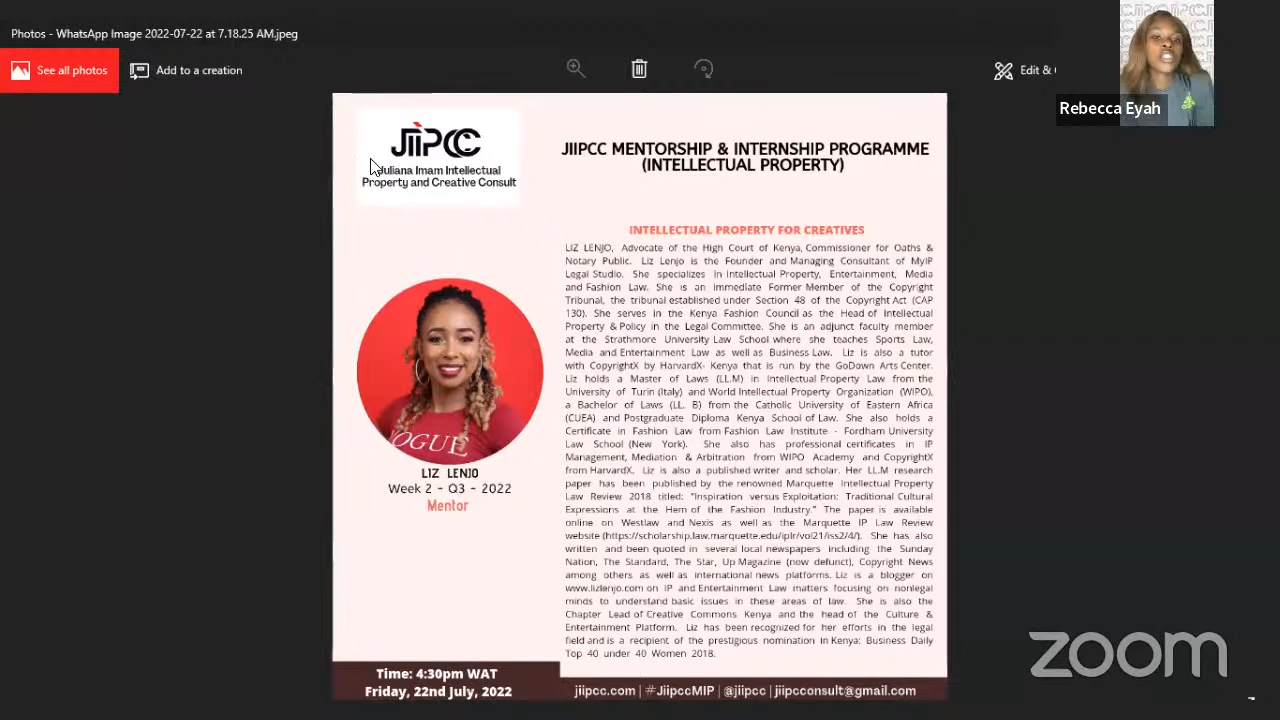 Photos - WhatsApp Image 2022-07-22 at 7.18.25 AM.jpeg
See all photos
Add to a creation
Edit &
Rebecca Eyah
JIIPCC
Juliana Imam Intellectual
Property and Creative Consult
JIIPCC MENTORSHIP & INTERNSHIP PROGRAMME
(INTELLECTUAL PROPERTY)
INTELLECTUAL PROPERTY FOR CREATIVES
LIZ LENJO, Advocate of the High Court of Kenya, Commissioner for Oaths &
Notary Public. Liz Lenjo is the Founder and Managing Consultant of MyIP
Legal Studio. She specializes in Intellectual Property, Entertainment, Media
and Fashion Law. She is an immediate Former Member of the Copyright
Tribunal, the tribunal established under Section 48 of the Copyright Act (CAP
130). She serves in the Kenya Fashion Council as the Head of Intellectual
Property & Policy in the Legal Committee. She is an adjunct faculty member
at the Strathmore University Law School where she teaches Sports Law,
Media and Entertainment Law as well as Business Law. Liz is also a tutor
with CopyrightX by HarvardX- Kenya that is run by the GoDown Arts Center.
Liz holds a Master of Laws (LL.M) in Intellectual Property Law from the
University of Turin (Italy) and World Intellectual Property Organization (WIPO),
a Bachelor of Laws (LL. B) from the Catholic University of Eastern Africa
(CUEA) and Postgraduate Diploma Kenya School of Law. She also holds a
Certificate in Fashion Law from Fashion Law Institute - Fordham University
Law School (New York). She also has professional certificates in IP
Management, Mediation & Arbitration from WIPO Academy and CopyrightX
from HarvardX. Liz is also a published writer and scholar. Her LL.M research
paper has been published by the renowned Marquette Intellectual Property
Law Review 2018 titled: "Inspiration versus Exploitation: Traditional Cultural
Expressions at the Hem of the Fashion Industry." The paper is available
online on Westlaw and Nexis as well as the Marquette IP Law Review
website (https://scholarship.law.marquette.edu/iplr/vol21/iss2/4/). She has also
written and been quoted in several local newspapers including the Sunday
Nation, The Standard, The Star, Up Magazine (now defunct), Copyright News
among others as well as international news platforms. Liz is a blogger on
www.lizlenjo.com on IP and Entertainment Law matters focusing on nonlegal
minds to understand basic issues in these areas of law. She is also the
Chapter Lead of Creative Commons Kenya and the head of the Culture &
Entertainment Platform. Liz has been recognized for her efforts in the legal
field and is a recipient of the prestigious nomination in Kenya: Business Daily
Top 40 under 40 Women 2018.
VOGUE
LIZ LENJO
Week 2 - Q3 - 2022
Mentor
Time: 4:30pm WAT
Friday, 22nd July, 2022
jiipcc.com | #JiipccMIP | @jiipcc | jiipcconsult@gmail.com
zoom